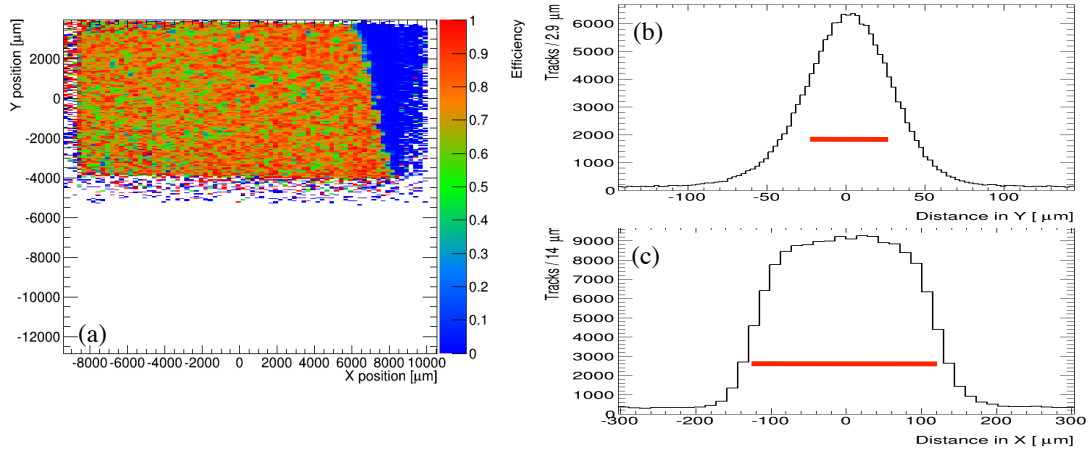 Y position [μm]
2000
0
-2000
-4000
-6000
-8000
-10000
-12000
(a)
-8000 -6000 -4000 -2000 0 2000 4000 6000 8000 10000
X position [μm]
1
0.9
0.8
0.7
0.6
0.5
0.4
0.3
0.2
0.1
0
Efficiency
Tracks / 2.9 μm
(b)
6000
5000
4000
3000
2000
1000
0
-100 -50 0 50 100
Distance in Y [ μm]
Tracks / 14 μm
(c)
9000
8000
7000
6000
5000
4000
3000
2000
1000
0
-300 -200 -100 0 100 200 300
Distance in X [ μm]